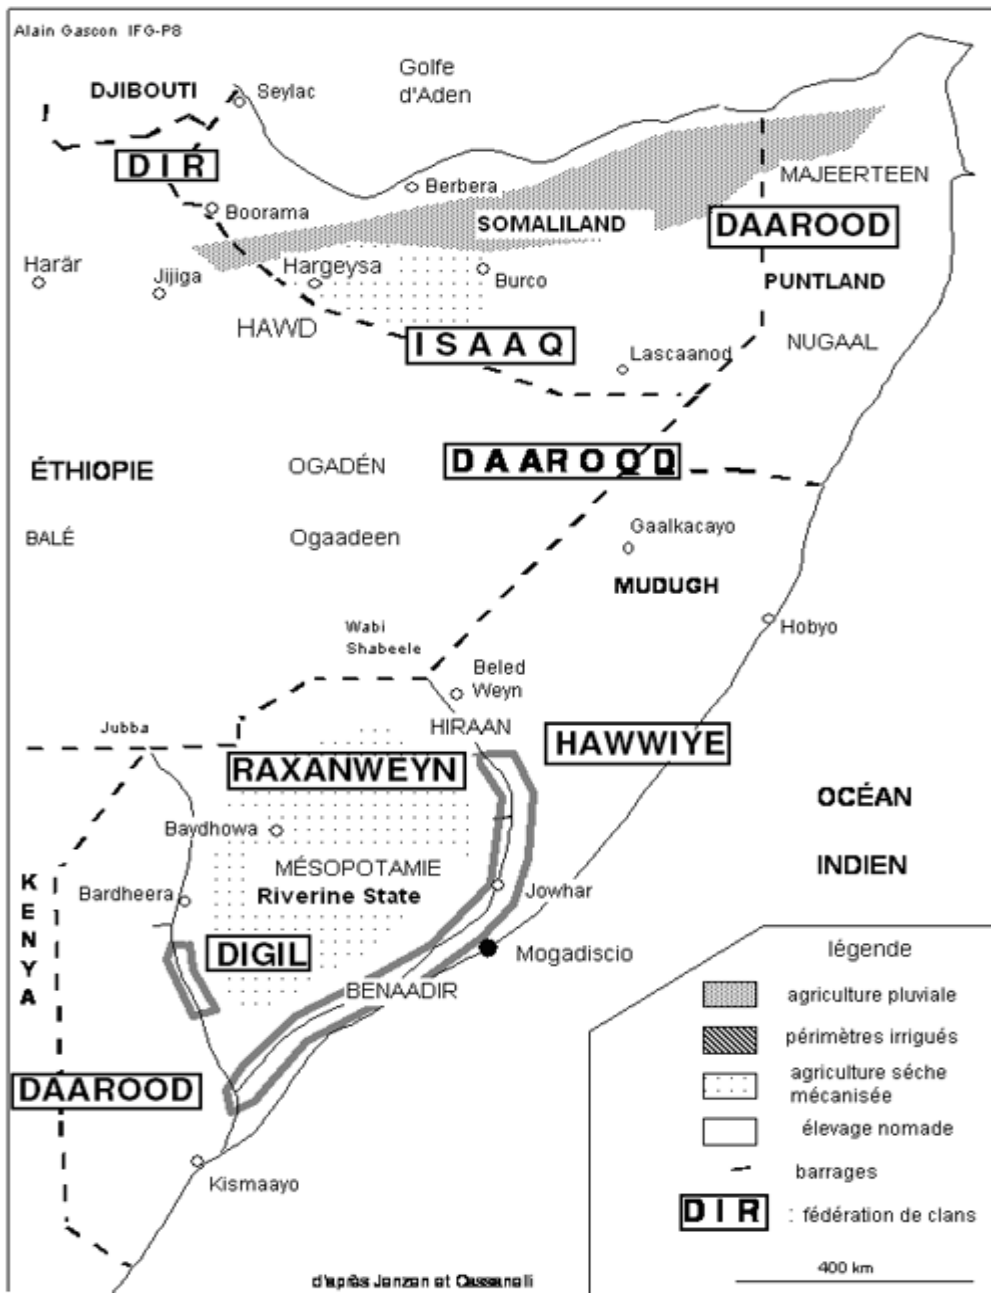 Alain Gascon IFG-P8
Golfe
d'Aden
DJIBOUTI
Seylac
DIR
MAJEERTEEN
Berbera
Boorama
SOMALILAND
DAAROOD
Harär
Jijiga
Hargeysa
Burco
PUNTLAND
HAWD
ISAAQ
NUGAAL
Lascaanod
ÉTHIOPIE
OGADÉN
DAAROOD
BALÉ
Ogaadeen
Gaalkacayo
MUDUGH
Wabi
Shabeele
Hobyo
Beled
Weyn
Jubba
HIRAAN
HAWWIYE
RAXANWEYN
OCÉAN
INDIEN
Baydhowa
MÉSOPOTAMIE
Riverine State
Bardheera
Jowhar
KENYA
DIGIL
Mogadiscio
BENAADIR
DAAROOD
Kismaayo
légende
agriculture pluviale
périmètres irrigués
agriculture séche
mécanisée
élevage nomade
barrages
DIR : fédération de clans
400 km
d'après Janzen et Cassanelli